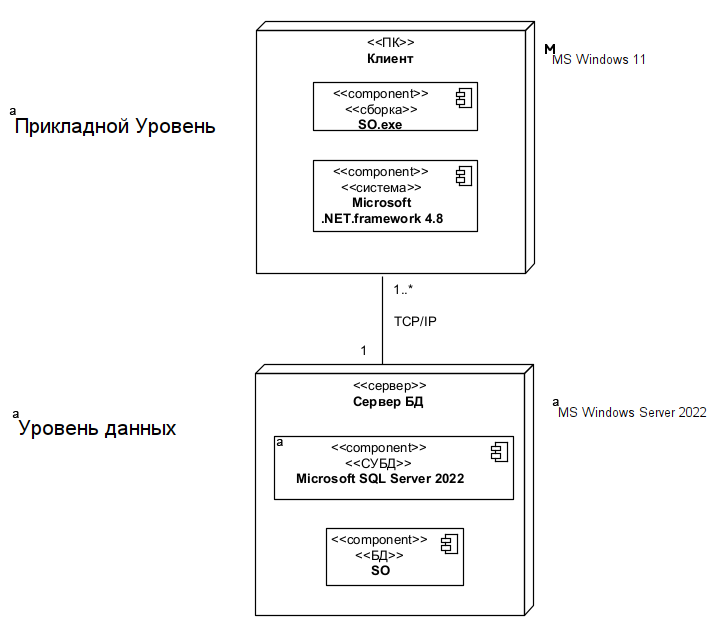 <<ПК>>
Клиент
М
MS Windows 11
<<component>>
<<сборка>>
SO.exe
а
Прикладной Уровень
<<component>>
<<система>>
Microsoft
.NET.framework 4.8
1..*
TCP/IP
1
<<сервер>>
Сервер БД
а
MS Windows Server 2022
а
Уровень данных
а
<<component>>
<<СУБД>>
Microsoft SQL Server 2022
<<component>>
<<БД>>
SO